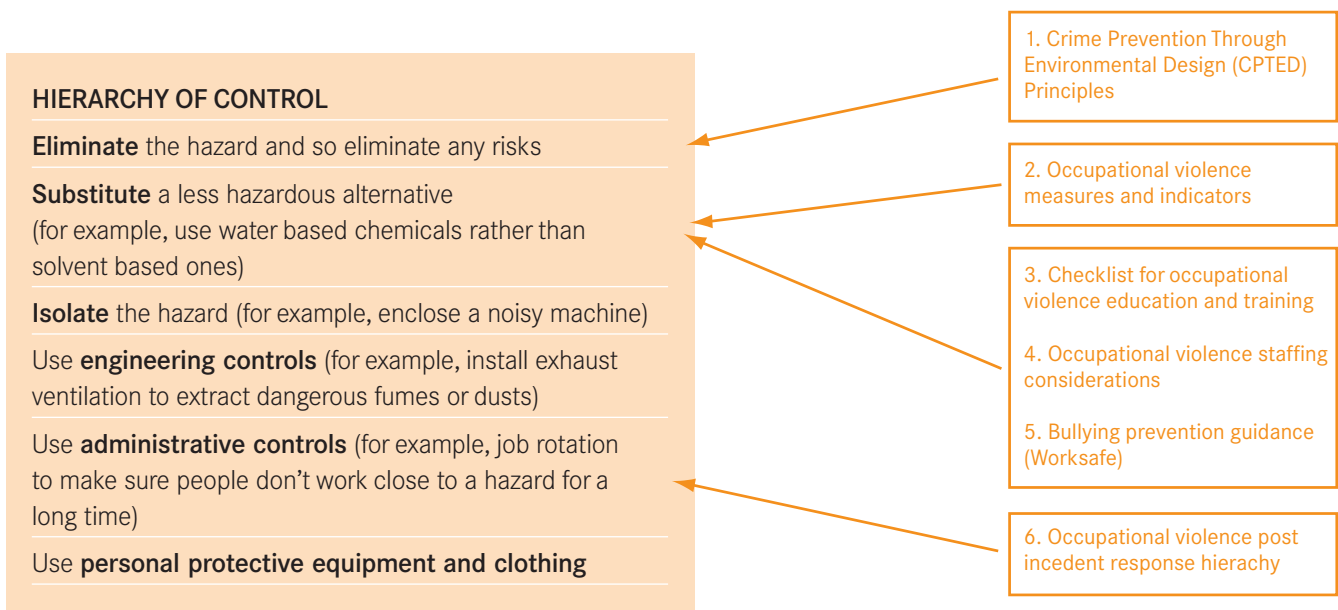 HIERARCHY OF CONTROL
Eliminate the hazard and so eliminate any risks
Substitute a less hazardous alternative
(for example, use water based chemicals rather than
solvent based ones)
Isolate the hazard (for example, enclose a noisy machine)
Use engineering controls (for example, install exhaust
ventilation to extract dangerous fumes or dusts)
Use administrative controls (for example, job rotation
to make sure people don't work close to a hazard for a
long time)
Use personal protective equipment and clothing
1. Crime Prevention Through
Environmental Design (CPTED)
Principles
2. Occupational violence
measures and indicators
3. Checklist for occupational
violence education and training
4. Occupational violence staffing
considerations
5. Bullying prevention guidance
(Worksafe)
6. Occupational violence post
incedent response hierachy